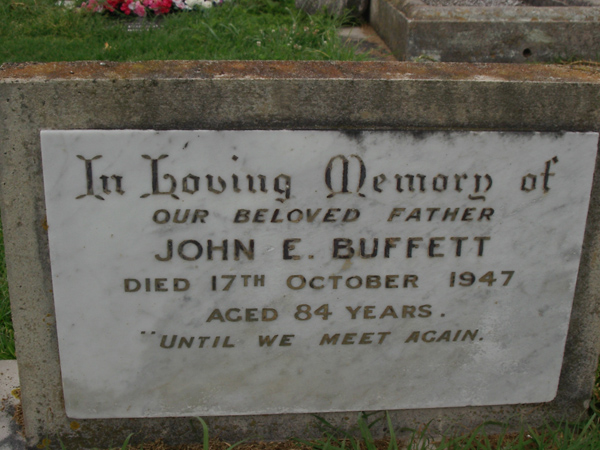 In Loving Memory of
OUR BELOVED FATHER
JOHN E. BUFFETT
DIED 17TH OCTOBER 1947
AGED 84 YEARS.
"UNTIL WE MEET AGAIN.